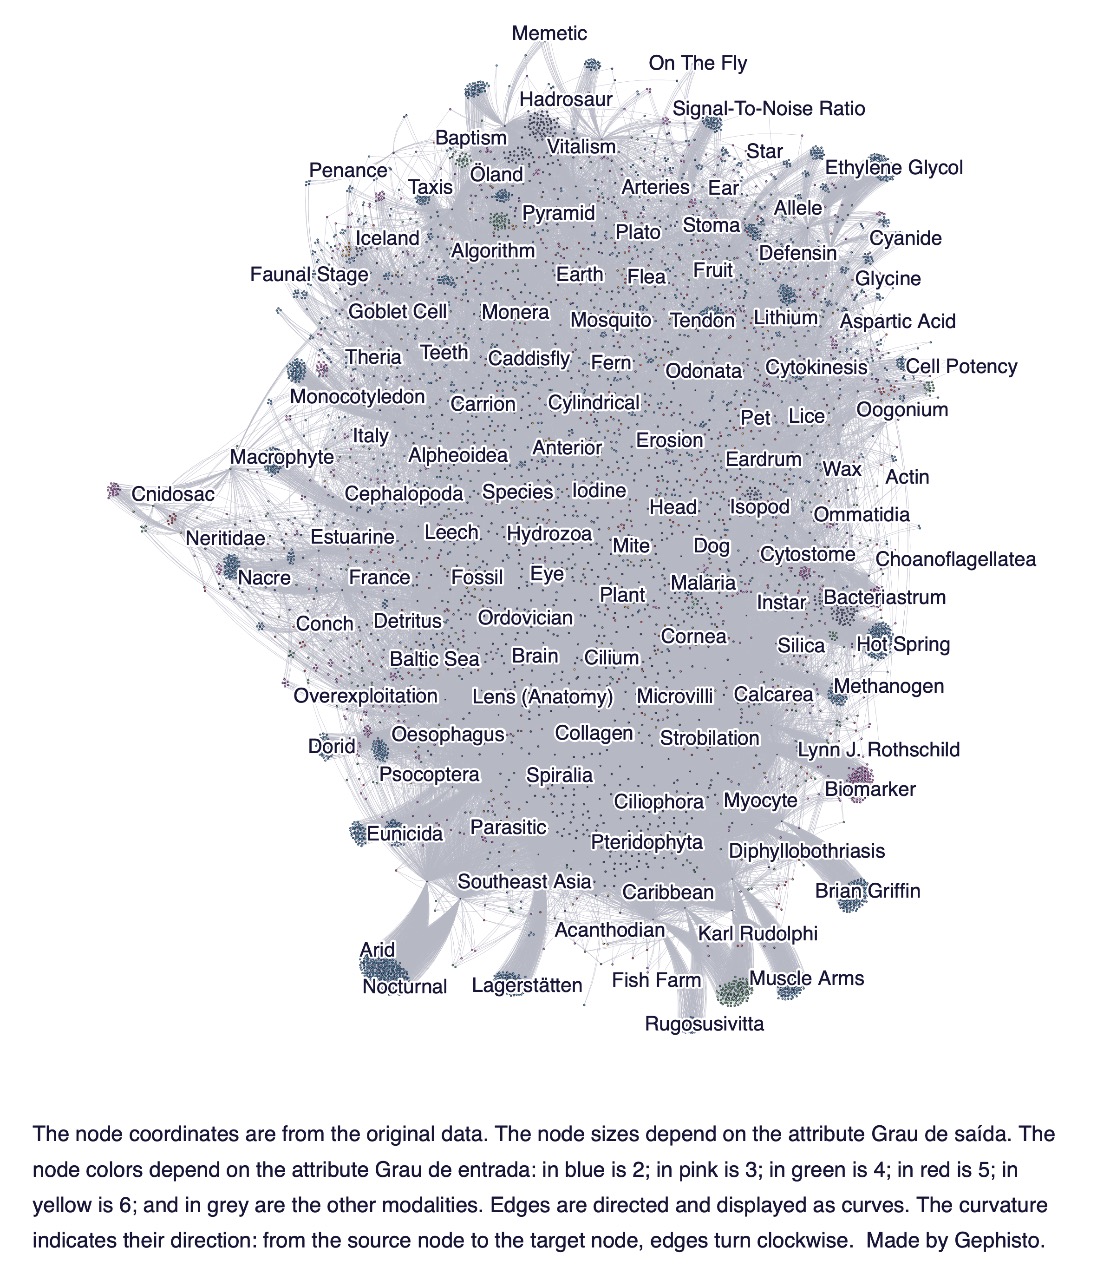 Memetic
On The Fly
Hadrosaur
Signal-To-Noise Ratio
Baptism
Vitalism
Star
Ethylene Glycol
Penance
Öland
Taxis
Arteries
Ear
Allele
Pyramid
Plato
Stoma
Iceland
Algorithm
Defensin
Cyanide
Faunal Stage
Earth
Flea
Fruit
Glycine
Goblet Cell
Monera
Mosquito
Tendon
Lithium
Aspartic Acid
Theria
Teeth
Caddisfly
Fern
Odonata
Cytokinesis
Cell Potency
Monocotyledon
Carrion
Cylindrical
Pet
Lice
Oogonium
Italy
Alpheoidea
Anterior
Erosion
Macrophyte
Eardrum
Wax
Actin
Cnidosac
Cephalopoda
Species
Iodine
Head
Isopod
Ommatidia
Neritidae
Estuarine
Leech
Hydrozoa
Mite
Dog
Cytostome
Choanoflagellatea
Nacre
France
Fossil
Eye
Malaria
Plant
Instar
Bacteriastrum
Conch
Detritus
Ordovician
Cornea
Silica
Hot Spring
Baltic Sea
Brain
Cilium
Methanogen
Overexploitation
Lens (Anatomy)
Microvilli
Calcarea
Dorid
Oesophagus
Collagen
Strobilation
Lynn J. Rothschild
Psocoptera
Spiralia
Biomarker
Ciliophora
Myocyte
Eunicida
Parasitic
Pteridophyta
Diphyllobothriasis
Southeast Asia
Caribbean
Brian Griffin
Acanthodian
Karl Rudolphi
Arid
Nocturnal
Lagerstätten
Fish Farm
Muscle Arms
Rugosusivitta
The node coordinates are from the original data. The node sizes depend on the attribute Grau de saída. The
node colors depend on the attribute Grau de entrada: in blue is 2; in pink is 3; in green is 4; in red is 5; in
yellow is 6; and in grey are the other modalities. Edges are directed and displayed as curves. The curvature
indicates their direction: from the source node to the target node, edges turn clockwise.  Made by Gephisto.